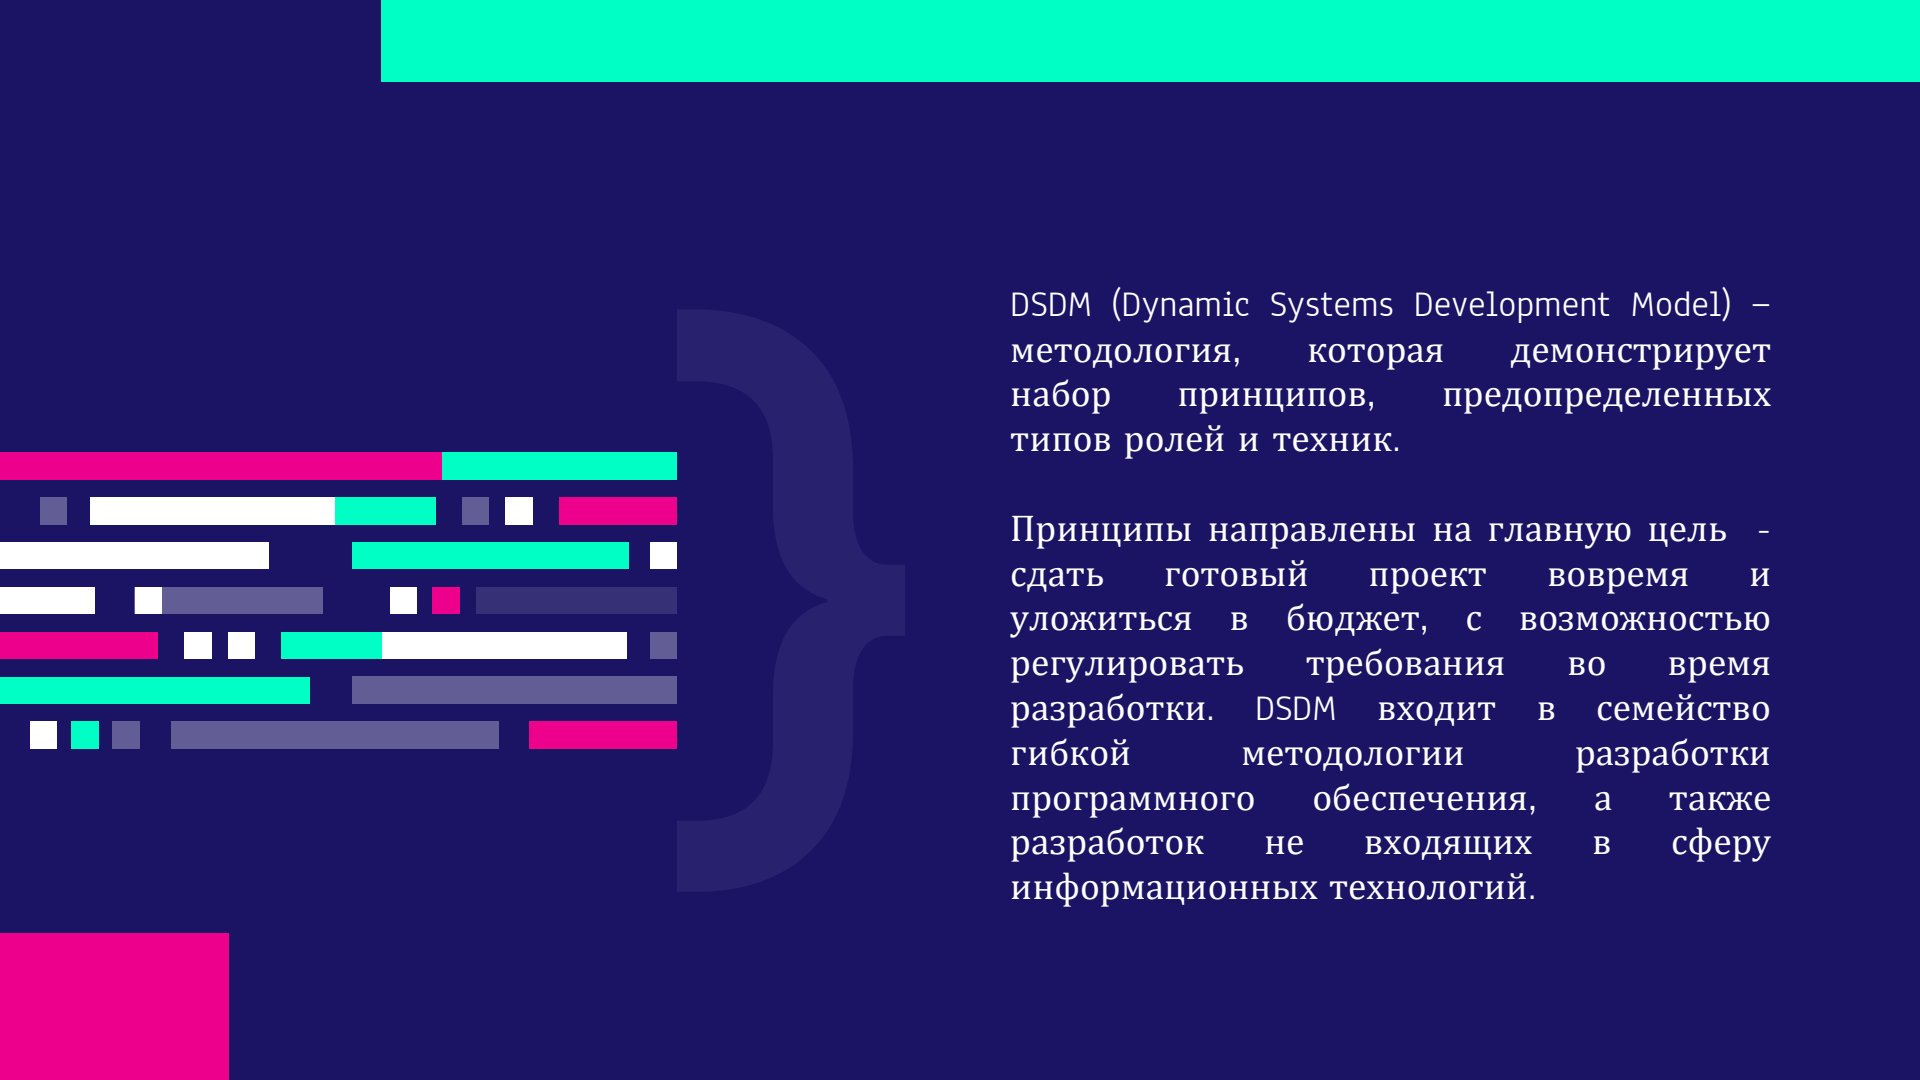 DSDM (Dynamic Systems Development Model) –
методология, которая демонстрирует
набор принципов, предопределенных
типов ролей и техник.
Принципы направлены на главную цель -
сдать готовый проект вовремя и
уложиться в бюджет, с возможностью
регулировать требования во время
разработки. DSDM входит в семейство
гибкой методологии разработки
программного обеспечения, а также
разработок не входящих в сферу
информационных технологий.